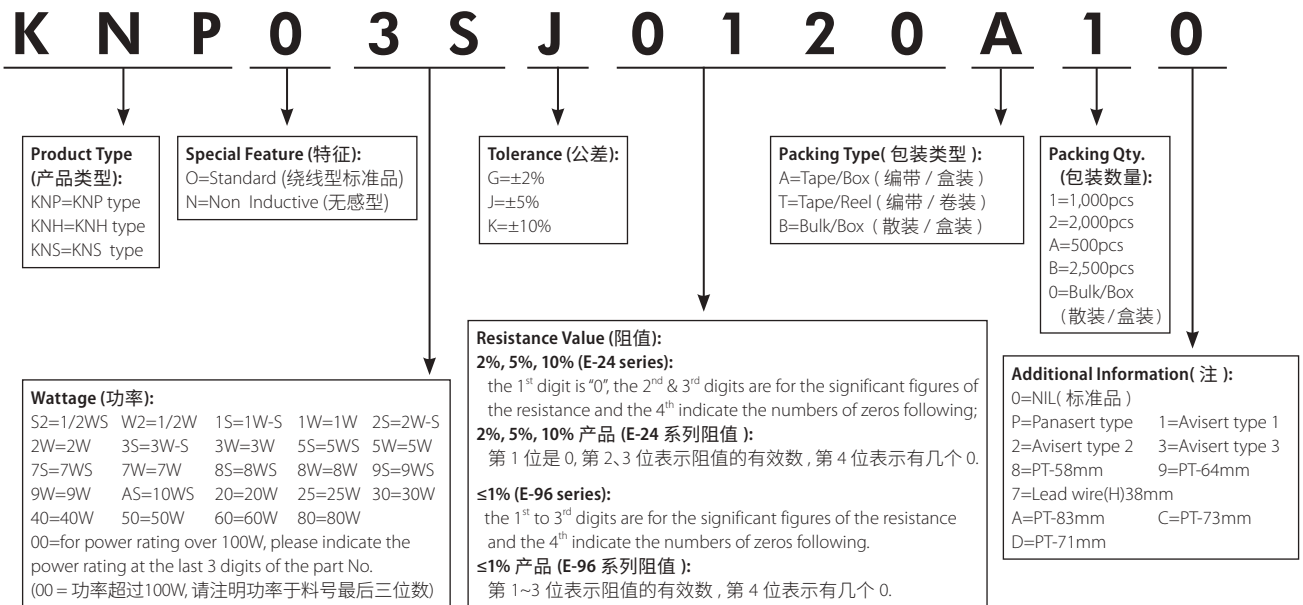 K N P 0 3 S J 0 1 2 0 A 1 0
Product Type
(产品类型):
KNP=KNP type
KNH=KNH type
KNS=KNS type
Special Feature (特征):
O=Standard (绕线型标准品)
N=Non Inductive (无感型)
Tolerance (公差):
G=±2%
J=±5%
K=±10%
Packing Type( 包装类型 ):
A=Tape/Box ( 编带 / 盒装 )
T=Tape/Reel ( 编带 / 卷装 )
B=Bulk/Box ( 散装 / 盒装 )
Packing Qty.
(包装数量):
1=1,000pcs
2=2,000pcs
A=500pcs
B=2,500pcs
0=Bulk/Box
(散装/盒装)
Wattage (功率):
S2=1/2WS W2=1/2W 1S=1W-S 1W=1W 2S=2W-S
2W=2W 3S=3W-S 3W=3W 5S=5WS 5W=5W
7S=7WS 7W=7W 8S=8WS 8W=8W 9S=9WS
9W=9W AS=10WS 20=20W 25=25W 30=30W
40=40W 50=50W 60=60W 80=80W
00=for power rating over 100W, please indicate the
power rating at the last 3 digits of the part No.
(00 = 功率超过100W, 请注明功率于料号最后三位数)
Resistance Value (阻值):
2%, 5%, 10% (E-24 series):
the 1st digit is “0”, the 2nd & 3rd digits are for the significant figures of
the resistance and the 4th indicate the numbers of zeros following;
2%, 5%, 10% 产品 (E-24 系列阻值 ):
第 1 位是 0, 第 2、3 位表示阻值的有效数 , 第 4 位表示有几个 0.
≤1% (E-96 series):
the 1st to 3rd digits are for the significant figures of the resistance
and the 4th indicate the numbers of zeros following.
≤1% 产品 (E-96 系列阻值 ):
第 1~3 位表示阻值的有效数 , 第 4 位表示有几个 0.
Additional Information( 注 ):
0=NIL( 标准品 )
P=Panasert type 1=Avisert type 1
2=Avisert type 2 3=Avisert type 3
8=PT-58mm 9=PT-64mm
7=Lead wire(H)38mm
A=PT-83mm C=PT-73mm
D=PT-71mm